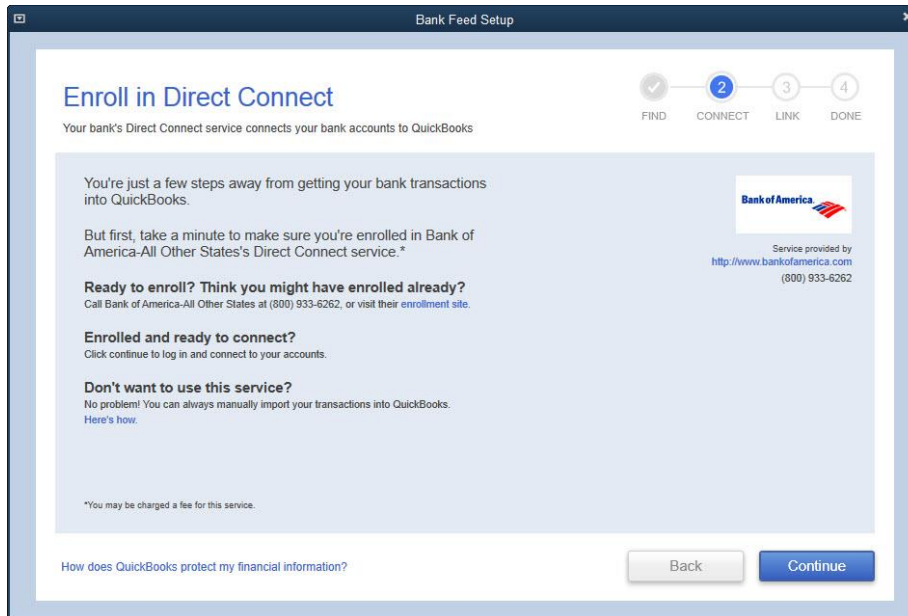 Bank Feed Setup
Enroll in Direct Connect
Your bank's Direct Connect service connects your bank accounts to QuickBooks
2
3
4
FIND
CONNECT
LINK
DONE
You're just a few steps away from getting your bank transactions
into QuickBooks.
But first, take a minute to make sure you're enrolled in Bank of
America-All Other States's Direct Connect service.*
Ready to enroll? Think you might have enrolled already?
Call Bank of America-All Other States at (800) 933-6262, or visit their enrollment site.
Enrolled and ready to connect?
Click continue to log in and connect to your accounts.
Don't want to use this service?
No problem! You can always manually import your transactions into QuickBooks.
Here's how.
*You may be charged a fee for this service.
Bank of America
Service provided by
http://www.bankofamerica.com
(800) 933-6262
How does QuickBooks protect my financial information?
Back
Continue